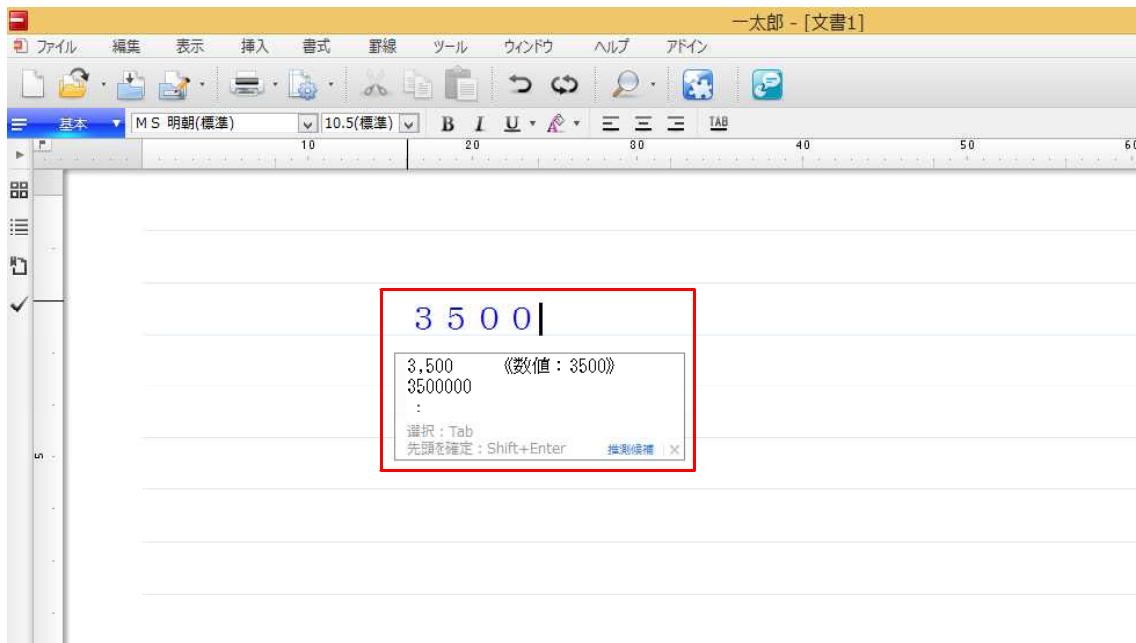 一太郎 - [文書1]
ファイル 編集 表示 挿入 書式 罫線 ツール ウィンドウ ヘルプ アドイン
基本 ＭＳ 明朝(標準) 10.5(標準) B I U TAB
10 20 30 40 50 60
３５００
3,500 《数値：3500》
3500000
：
選択：Tab
先頭を確定：Shift+Enter 推測候補 ×
5